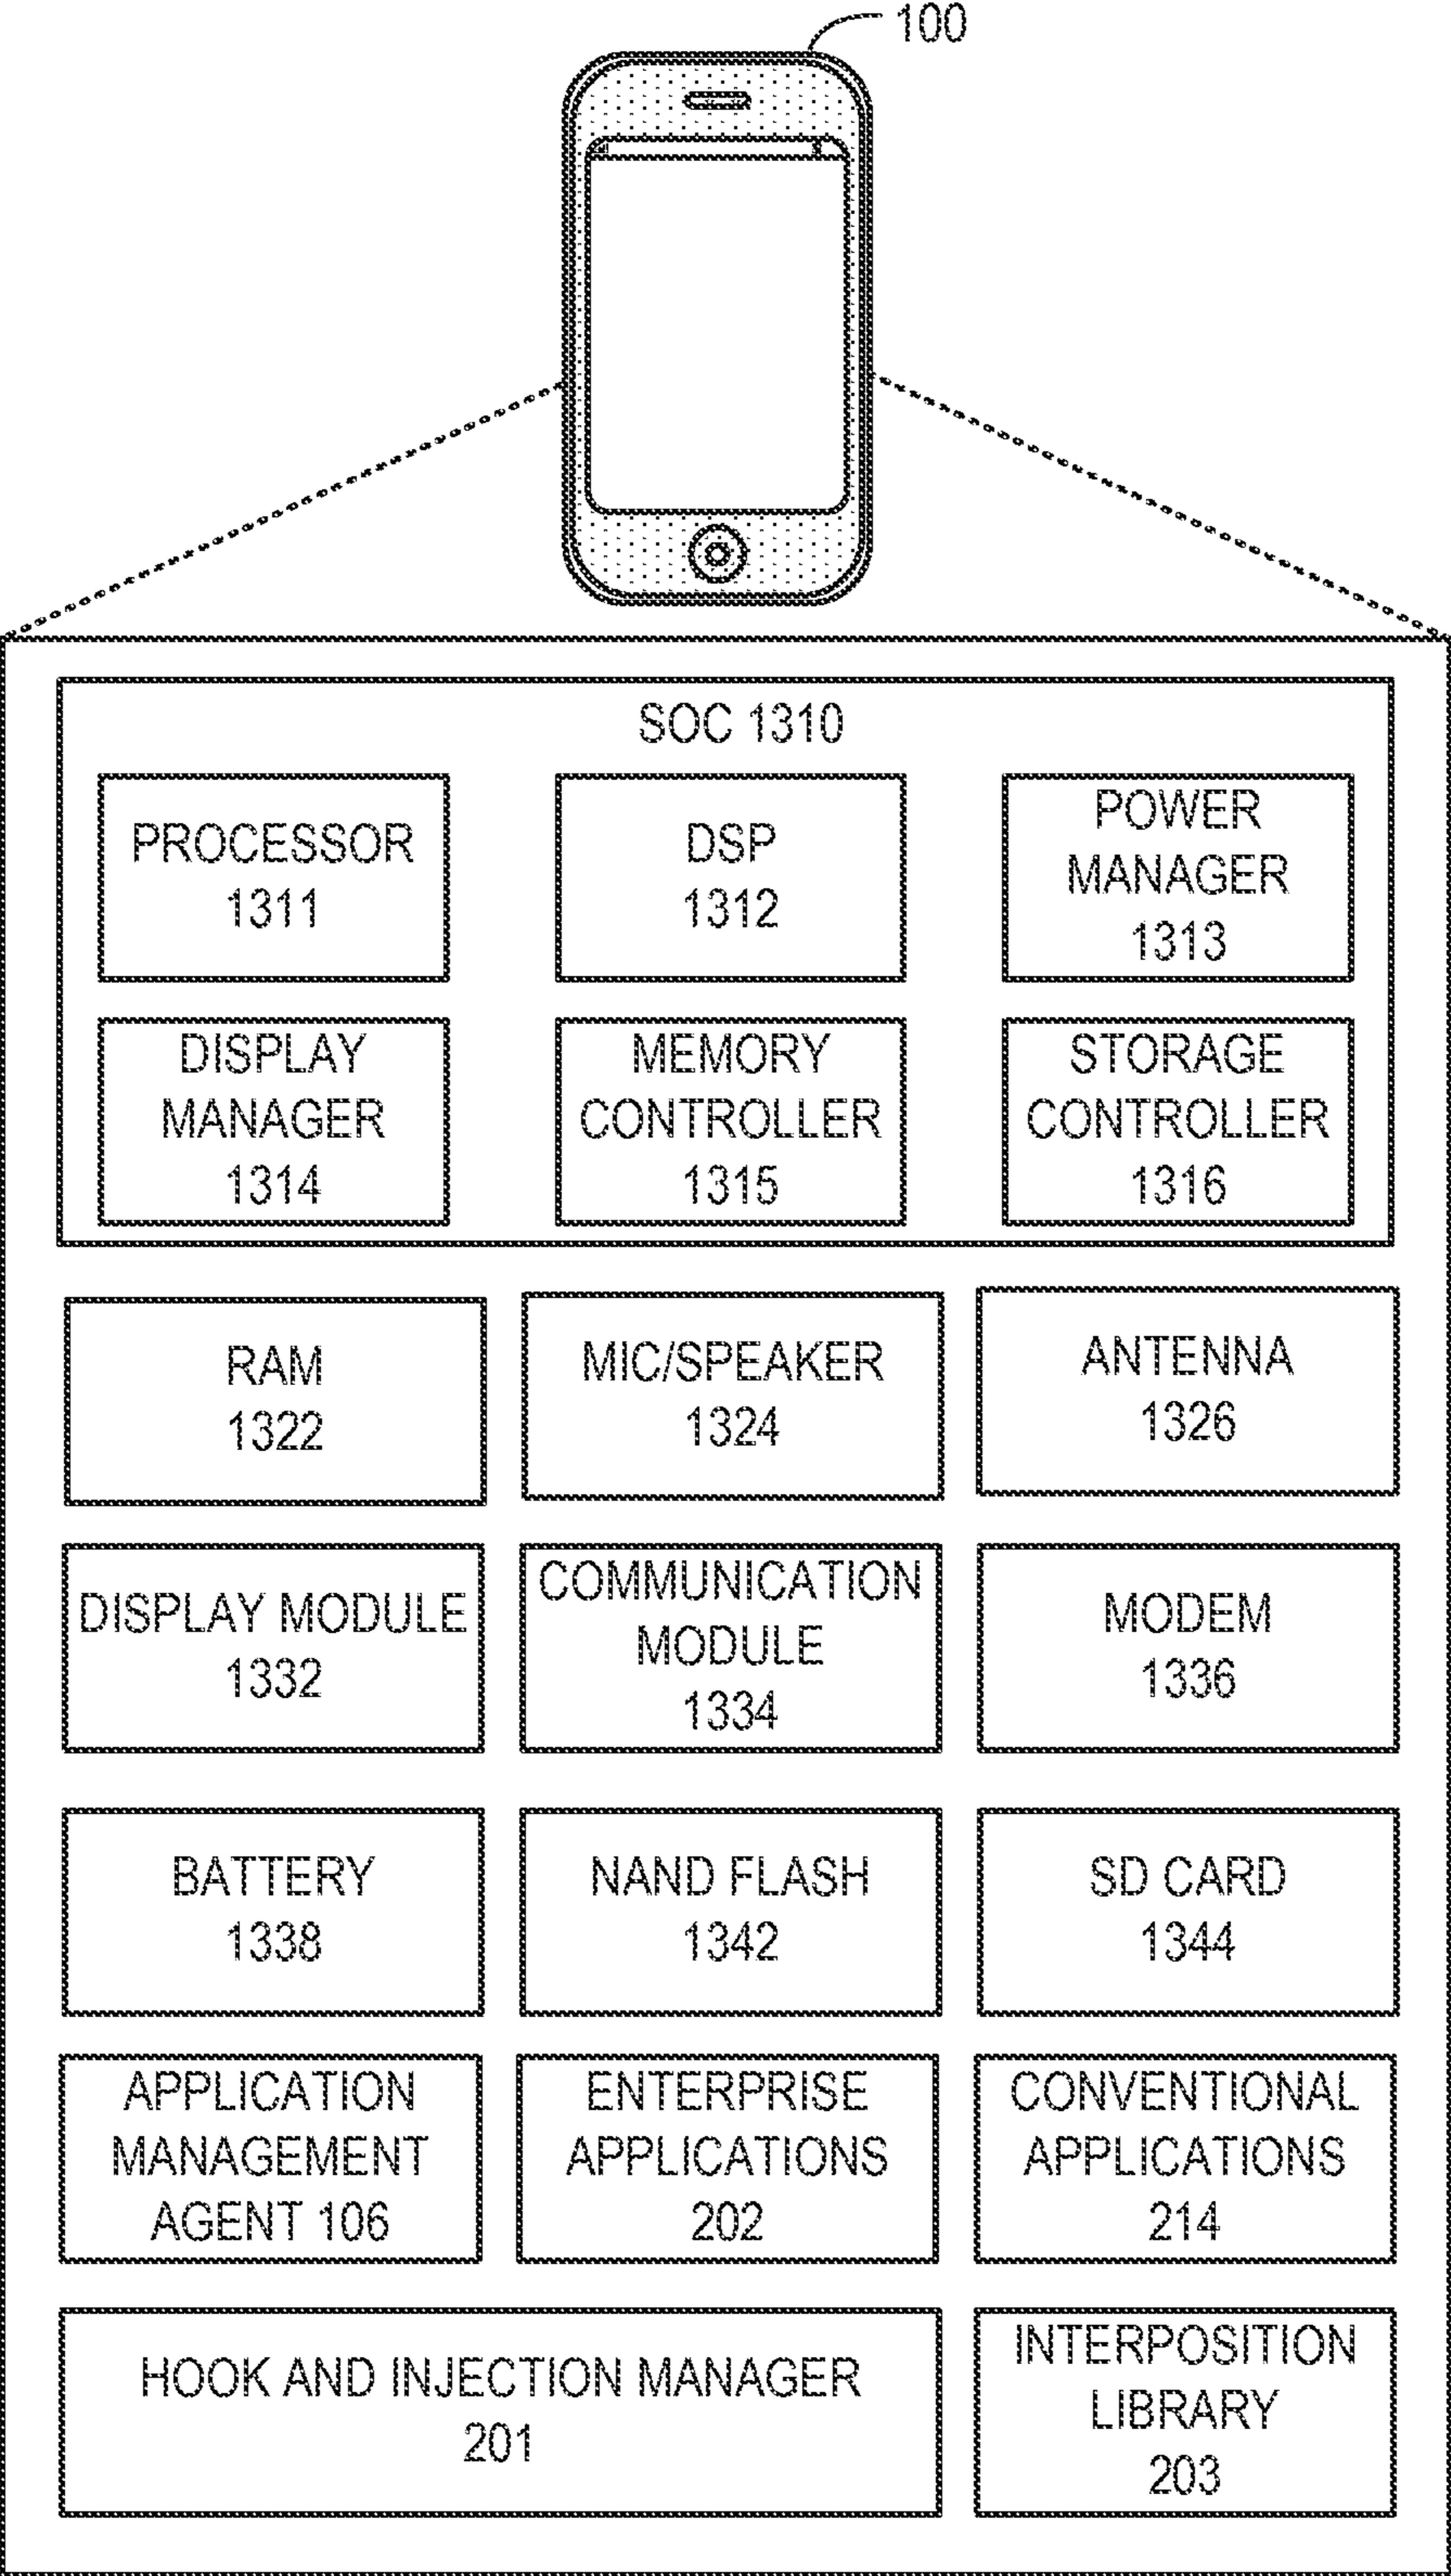 100
SOC 1310
PROCESSOR
1311
DSP
1312
POWER
MANAGER
1313
DISPLAY
MANAGER
1314
MEMORY
CONTROLLER
1315
STORAGE
CONTROLLER
1316
RAM
1322
MIC/SPEAKER
1324
ANTENNA
1326
DISPLAY MODULE
1332
COMMUNICATION
MODULE
1334
MODEM
1336
BATTERY
1338
NAND FLASH
1342
SD CARD
1344
APPLICATION
MANAGEMENT
AGENT 106
ENTERPRISE
APPLICATIONS
202
CONVENTIONAL
APPLICATIONS
214
HOOK AND INJECTION MANAGER
201
INTERPOSITION
LIBRARY
203